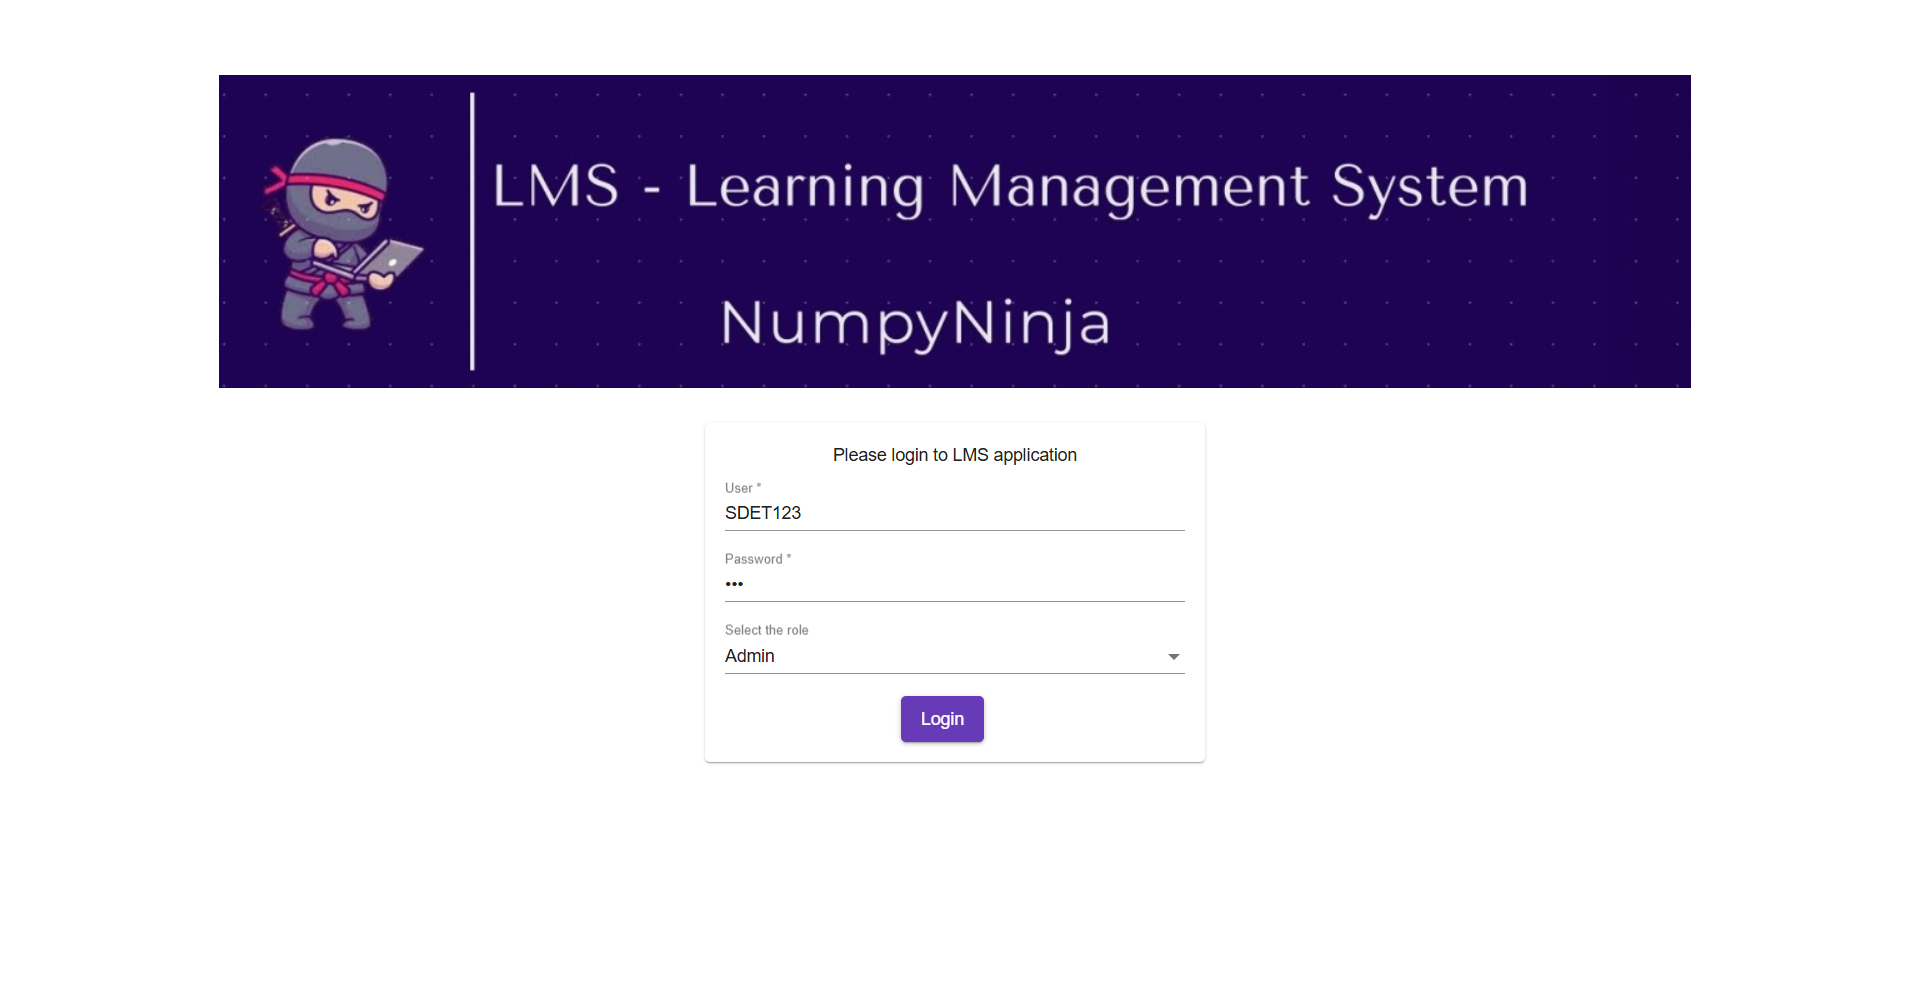 LMS - Learning Management System
NumpyNinja
Please login to LMS application
User *
SDET123
Password *
•••
Select the role
Admin
Login